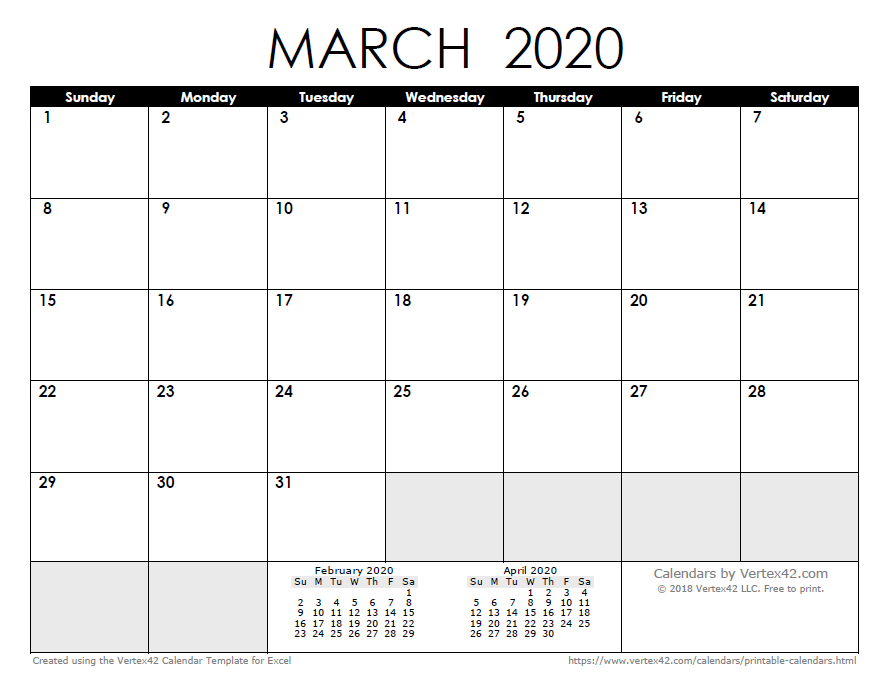 MARCH 2020
Sunday Monday Tuesday Wednesday Thursday Friday Saturday
1 2 3 4 5 6 7
8 9 10 11 12 13 14
15 16 17 18 19 20 21
22 23 24 25 26 27 28
29 30 31
February 2020
Su M Tu W Th F Sa
1
2 3 4 5 6 7 8
9 10 11 12 13 14 15
16 17 18 19 20 21 22
23 24 25 26 27 28 29
April 2020
Su M Tu W Th F Sa
1 2 3 4
5 6 7 8 9 10 11
12 13 14 15 16 17 18
19 20 21 22 23 24 25
26 27 28 29 30
Calendars by Vertex42.com
© 2018 Vertex42 LLC. Free to print.
Created using the Vertex42 Calendar Template for Excel
https://www.vertex42.com/calendars/printable-calendars.html